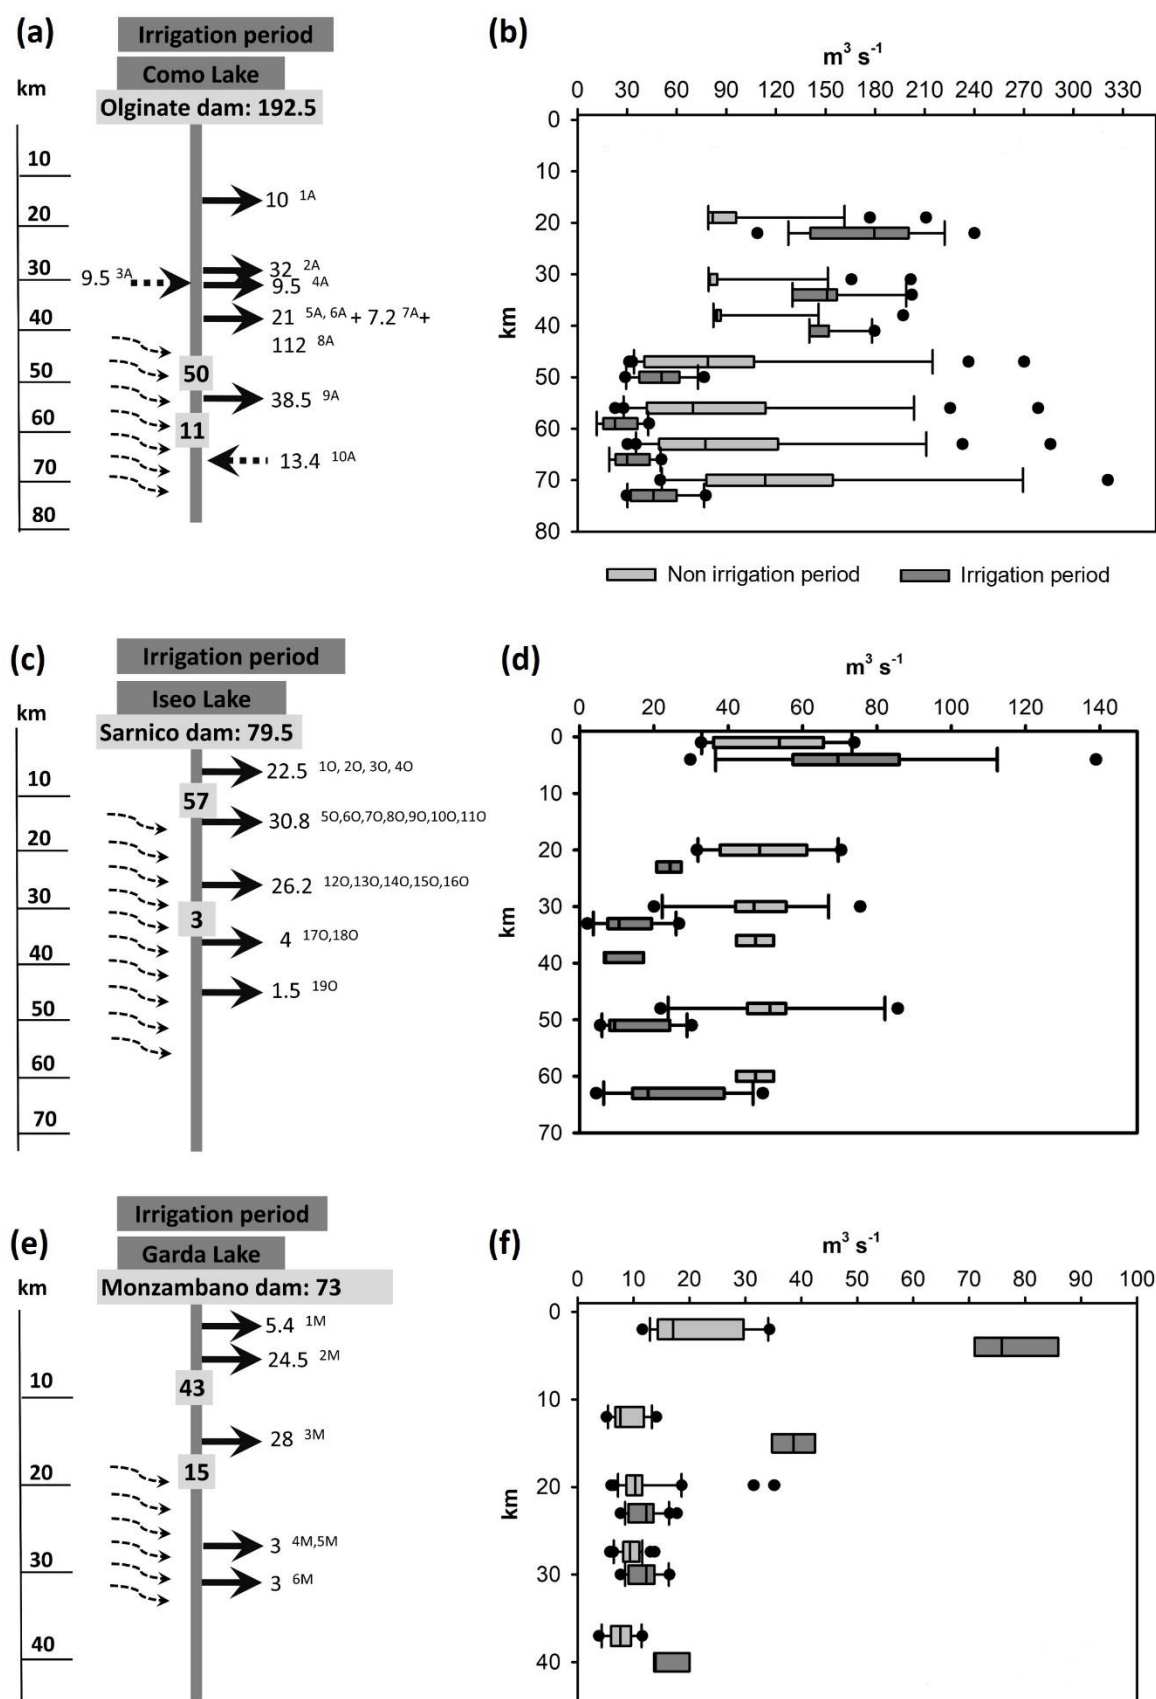 (a)
Irrigation period
Como Lake
km
Olginate dam: 192.5
10
20
30
40
50
60
70
80
10 1A
32 2A
9.5 3A
9.5 4A
21 5A, 6A + 7.2 7A+
112 8A
50
38.5 9A
11
13.4 10A
(b)
m3 s-1
0 30 60 90 120 150 180 210 240 270 300 330
km
0
20
40
60
80
Non irrigation period
Irrigation period
(c)
Irrigation period
Iseo Lake
km
Sarnico dam: 79.5
10
20
30
40
50
60
70
22.5 1O, 2O, 3O, 4O
57
30.8 5O,6O,7O,8O,9O,10O,11O
26.2 12O,13O,14O,15O,16O
3
4 17O,18O
1.5 19O
(d)
m3 s-1
0 20 40 60 80 100 120 140
km
0
10
20
30
40
50
60
70
(e)
Irrigation period
Garda Lake
km
Monzambano dam: 73
10
20
30
40
5.4 1M
24.5 2M
43
28 3M
15
3 4M,5M
3 6M
(f)
m3 s-1
0 10 20 30 40 50 60 70 80 90 100
km
0
10
20
30
40